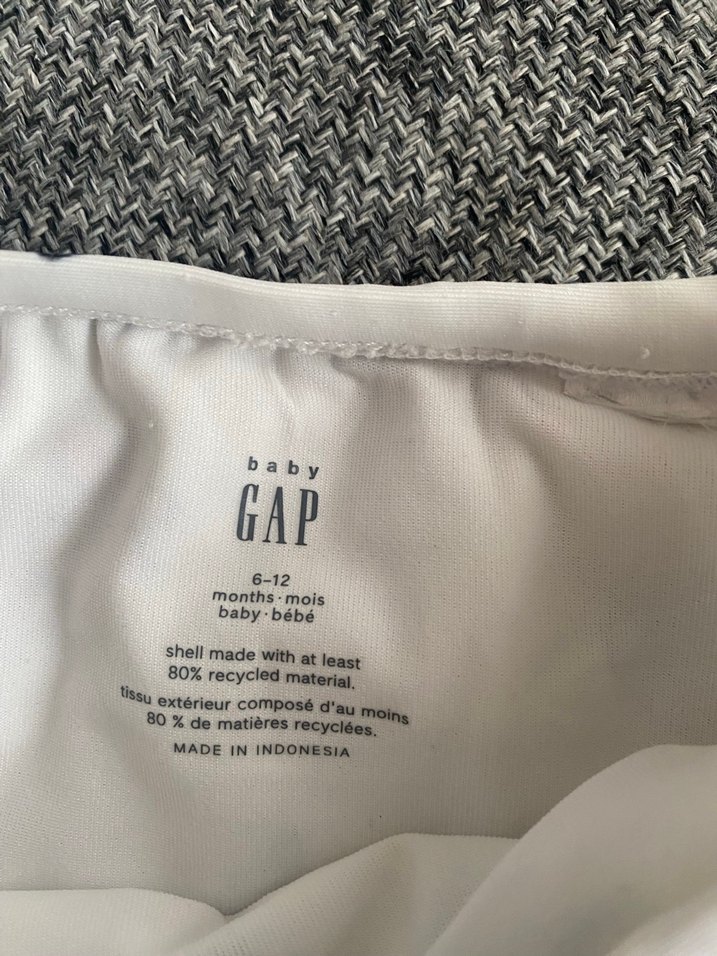 baby
GAP
6–12
months·mois
baby·bébé
shell made with at least
80% recycled material.
tissu extérieur composé d'au moins
80 % de matières recyclées.
MADE IN INDONESIA